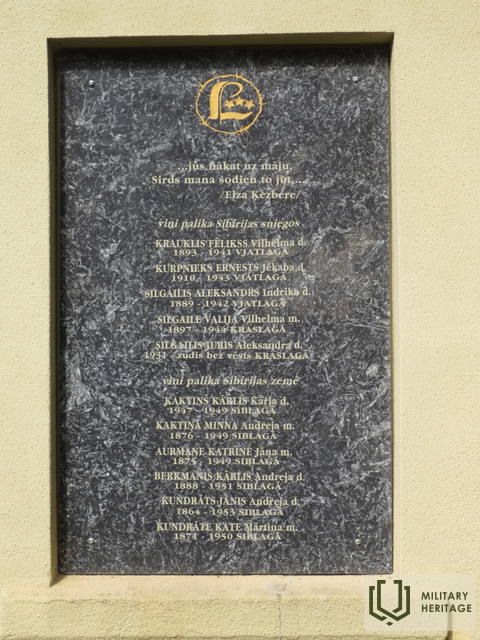 L
...jūs nākat uz māju,
Sirds mana šodien to jūt....
/Elza Ķezbere/
viņi palika Sibīrijas sniegos
KRAUKLIS FĒLIKSS Vilhelma d.
1893 - 1941 VJATLAGĀ
KURPNIEKS ERNESTS Jēkaba d.
1910 - 1943 VJATLAGĀ
SILGAILIS ALEKSANDRS Indriķa d.
1889 - 1942 VJATLAGĀ
SILGAILE VALIJA Vilhelma m.
1897 - 1944 KRASLAGĀ
SILGAILIS JURIS Aleksandra d.
1931 - zudis bez vēsts KRASLAGĀ
viņi palika Sibīrijas zemē
KAKTIŅŠ KĀRLIS Kārļa d.
1947 - 1949 SIBLAGĀ
KAKTIŅA MINNA Andreja m.
1876 - 1949 SIBLAGĀ
AURMANE KATRĪNE Jāņa m.
1875 - 1949 SIBLAGĀ
BERKMANIS KĀRLIS Andreja d.
1888 - 1951 SIBLAGĀ
KUNDRĀTS JĀNIS Andreja d.
1864 - 1953 SIBLAGĀ
KUNDRĀTE KATE Mārtiņa m.
1871 - 1950 SIBLAGĀ
MILITARY
HERITAGE